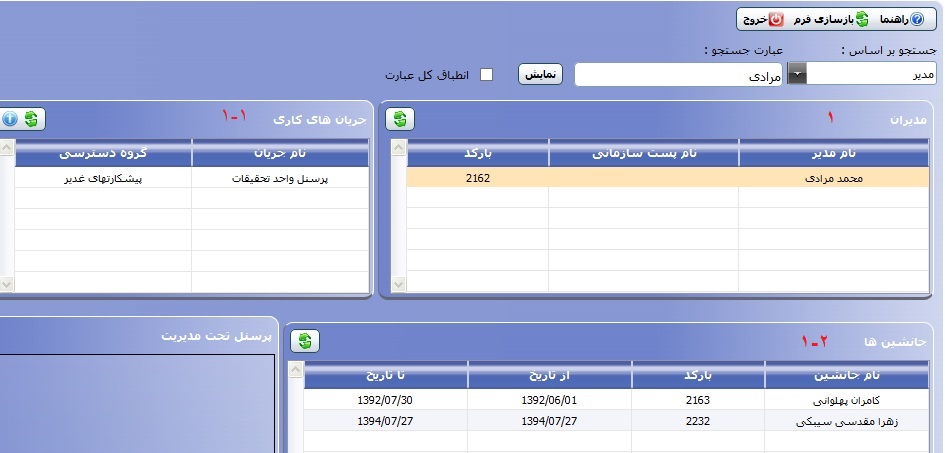 راهنما بازسازی فرم خروج
جستجو بر اساس : عبارت جستجو :
مدیر مرادی نمایش انطباق کل عبارت
مدیران ۱
نام مدیر نام پست سازمانی بارکد
محمد مرادی 2162
جریان های کاری ۱-۱
نام جریان گروه دسترسی
پرسنل واحد تحقیقات پیشکارتهای غدیر
جانشین ها ۱-۲
نام جانشین بارکد از تاریخ تا تاریخ
کامران پهلوانی 2163 1392/06/01 1392/07/30
زهرا مقدسی سیبکی 2232 1394/07/27 1394/07/27
پرسنل تحت مدیریت